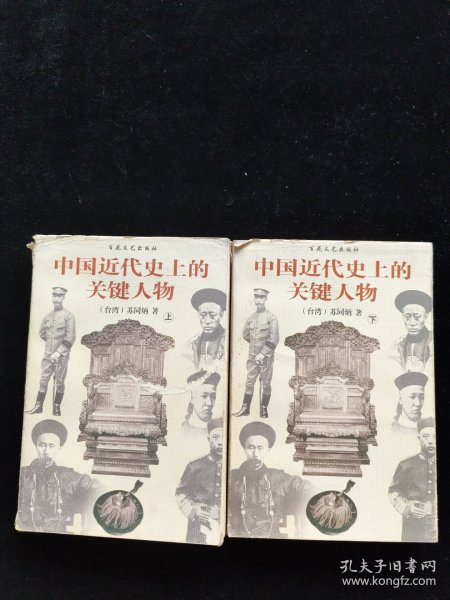 百花文艺出版社
中国近代史上的
关键人物
（台湾）苏同炳 著 上
百花文艺出版社
中国近代史上的
关键人物
（台湾）苏同炳 著 下
孔夫子旧书网
www.kongfz.com